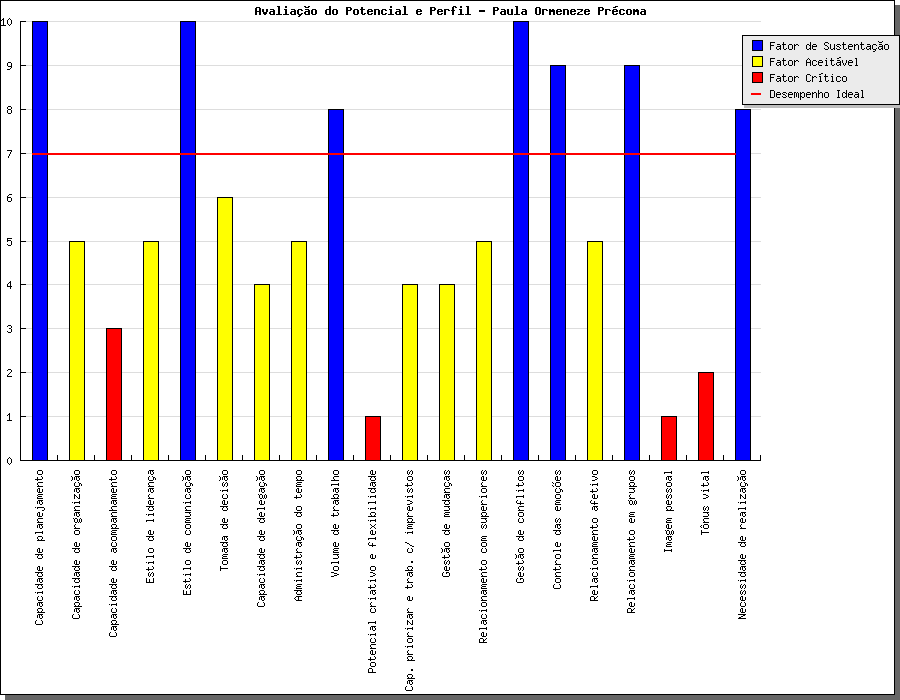 Avaliação do Potencial e Perfil - Paula Ormeneze Précoma
Fator de Sustentação
Fator Aceitável
Fator Crítico
Desempenho Ideal
10
9
8
7
6
5
4
3
2
1
0
Capacidade de planejamento
Capacidade de organização
Capacidade de acompanhamento
Estilo de liderança
Estilo de comunicação
Tomada de decisão
Capacidade de delegação
Administração do tempo
Volume de trabalho
Potencial criativo e flexibilidade
Cap. priorizar e trab. c/ imprevistos
Gestão de mudanças
Relacionamento com superiores
Gestão de conflitos
Controle das emoções
Relacionamento afetivo
Relacionamento em grupos
Imagem pessoal
Tônus vital
Necessidade de realização